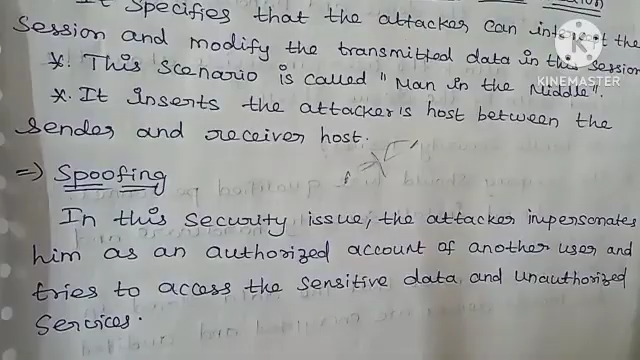 It Specifies that the attacker can intercept the
Session and modify the transmitted data in the session
*. This Scenario is called "Man in the Middle".
*. It inserts the attacker's host between the
sender and receiver host.
=> Spoofing
In this security issue, the attacker impersonates
him as an authorized account of another user and
tries to access the sensitive data and unauthorized
Services.
KINEMASTER